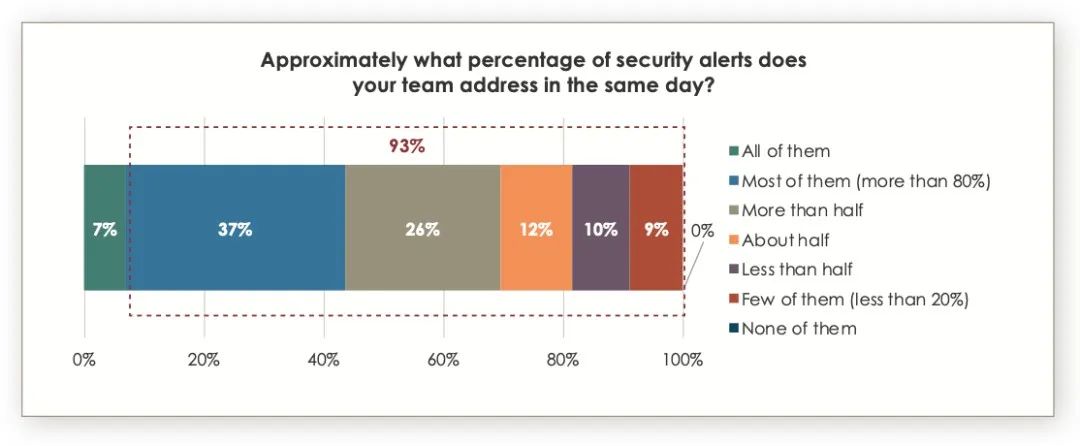 Approximately what percentage of security alerts does
your team address in the same day?
93%
7%
37%
26%
12%
10%
9%
0%
All of them
Most of them (more than 80%)
More than half
About half
Less than half
Few of them (less than 20%)
None of them
0%
20%
40%
60%
80%
100%